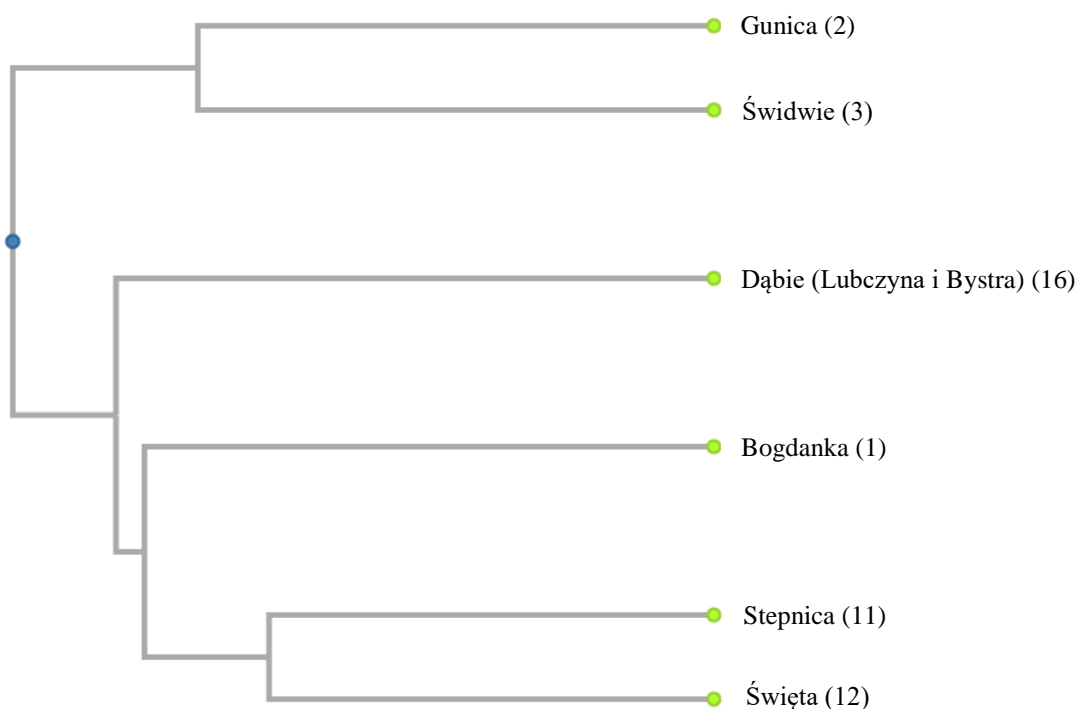 Gunica (2)
Świdwie (3)
Dąbie (Lubczyna i Bystra) (16)
Bogdanka (1)
Stepnica (11)
Święta (12)